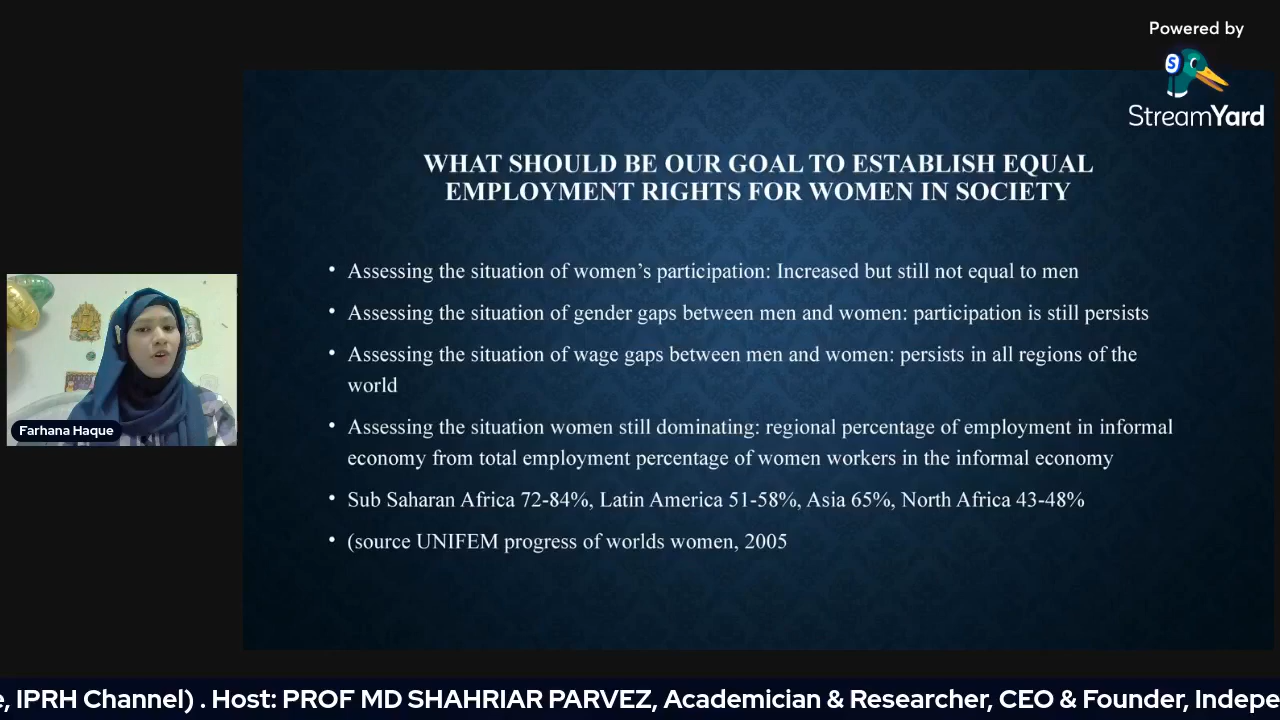 Powered by
S
StreamYard
WHAT SHOULD BE OUR GOAL TO ESTABLISH EQUAL
EMPLOYMENT RIGHTS FOR WOMEN IN SOCIETY
• Assessing the situation of women’s participation: Increased but still not equal to men
• Assessing the situation of gender gaps between men and women: participation is still persists
• Assessing the situation of wage gaps between men and women: persists in all regions of the
world
• Assessing the situation women still dominating: regional percentage of employment in informal
economy from total employment percentage of women workers in the informal economy
• Sub Saharan Africa 72-84%, Latin America 51-58%, Asia 65%, North Africa 43-48%
• (source UNIFEM progress of worlds women, 2005
Farhana Haque
e, IPRH Channel) . Host: PROF MD SHAHRIAR PARVEZ, Academician & Researcher, CEO & Founder, Indepe